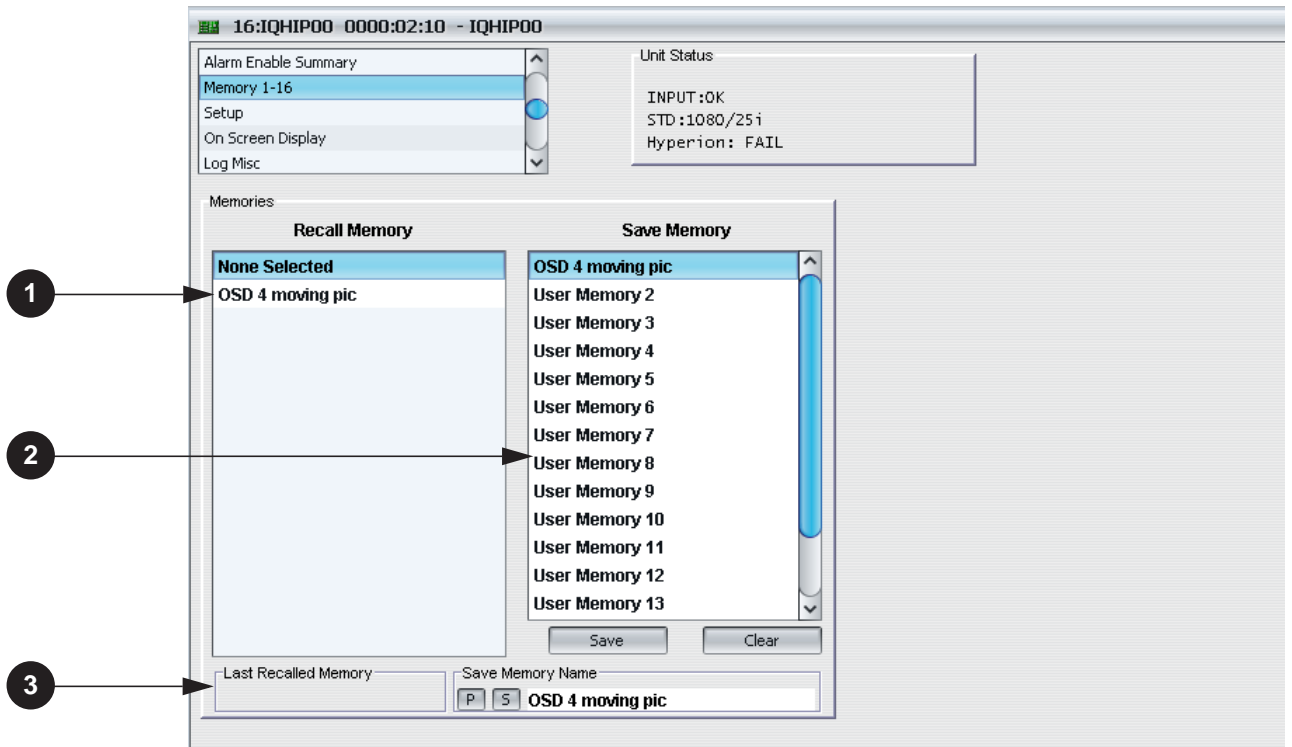 16:IQHIP00 0000:02:10 - IQHIP00
Alarm Enable Summary
Memory 1-16
Setup
On Screen Display
Log Misc
Unit Status
INPUT:OK
STD:1080/25i
Hyperion: FAIL
Memories
Recall Memory
None Selected
OSD 4 moving pic
Save Memory
OSD 4 moving pic
User Memory 2
User Memory 3
User Memory 4
User Memory 5
User Memory 6
User Memory 7
User Memory 8
User Memory 9
User Memory 10
User Memory 11
User Memory 12
User Memory 13
Save Clear
Last Recalled Memory
Save Memory Name
P S OSD 4 moving pic
1
2
3